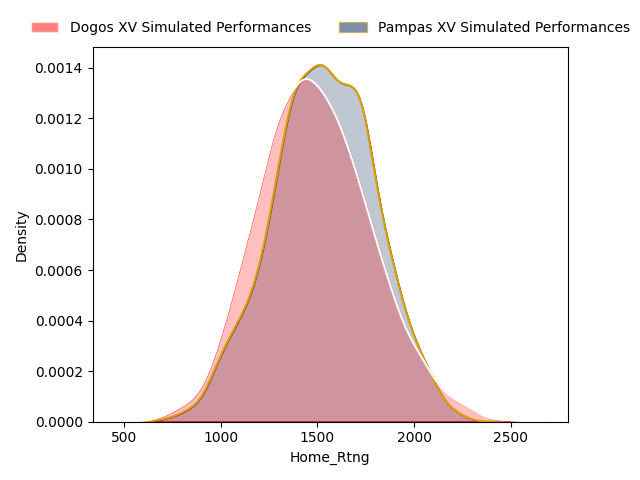 Dogos XV Simulated Performances Pampas XV Simulated Performances
0.0014
0.0012
0.0010
0.0008
0.0006
0.0004
0.0002
0.0000
Density
500 1000 1500 2000 2500
Home_Rtng